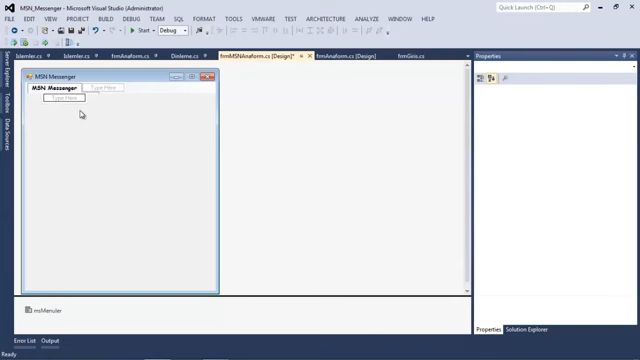 MSN_Messenger - Microsoft Visual Studio (Administrator)
Quick Launch (Ctrl+Q)
FILE EDIT VIEW PROJECT BUILD DEBUG TEAM SQL FORMAT TOOLS VMWARE TEST ARCHITECTURE ANALYZE WINDOW HELP
Start Debug
Islemler.cs Islemler.cs frmAnaform.cs Dinleme.cs frmMSNAnaform.cs [Design]* frmAnaform.cs [Design] frmGiris.cs
Properties
Server Explorer
Toolbox
Data Sources
MSN Messenger
MSN Messenger Type Here
Type Here
msMenuler
Properties Solution Explorer
Error List Output
Ready